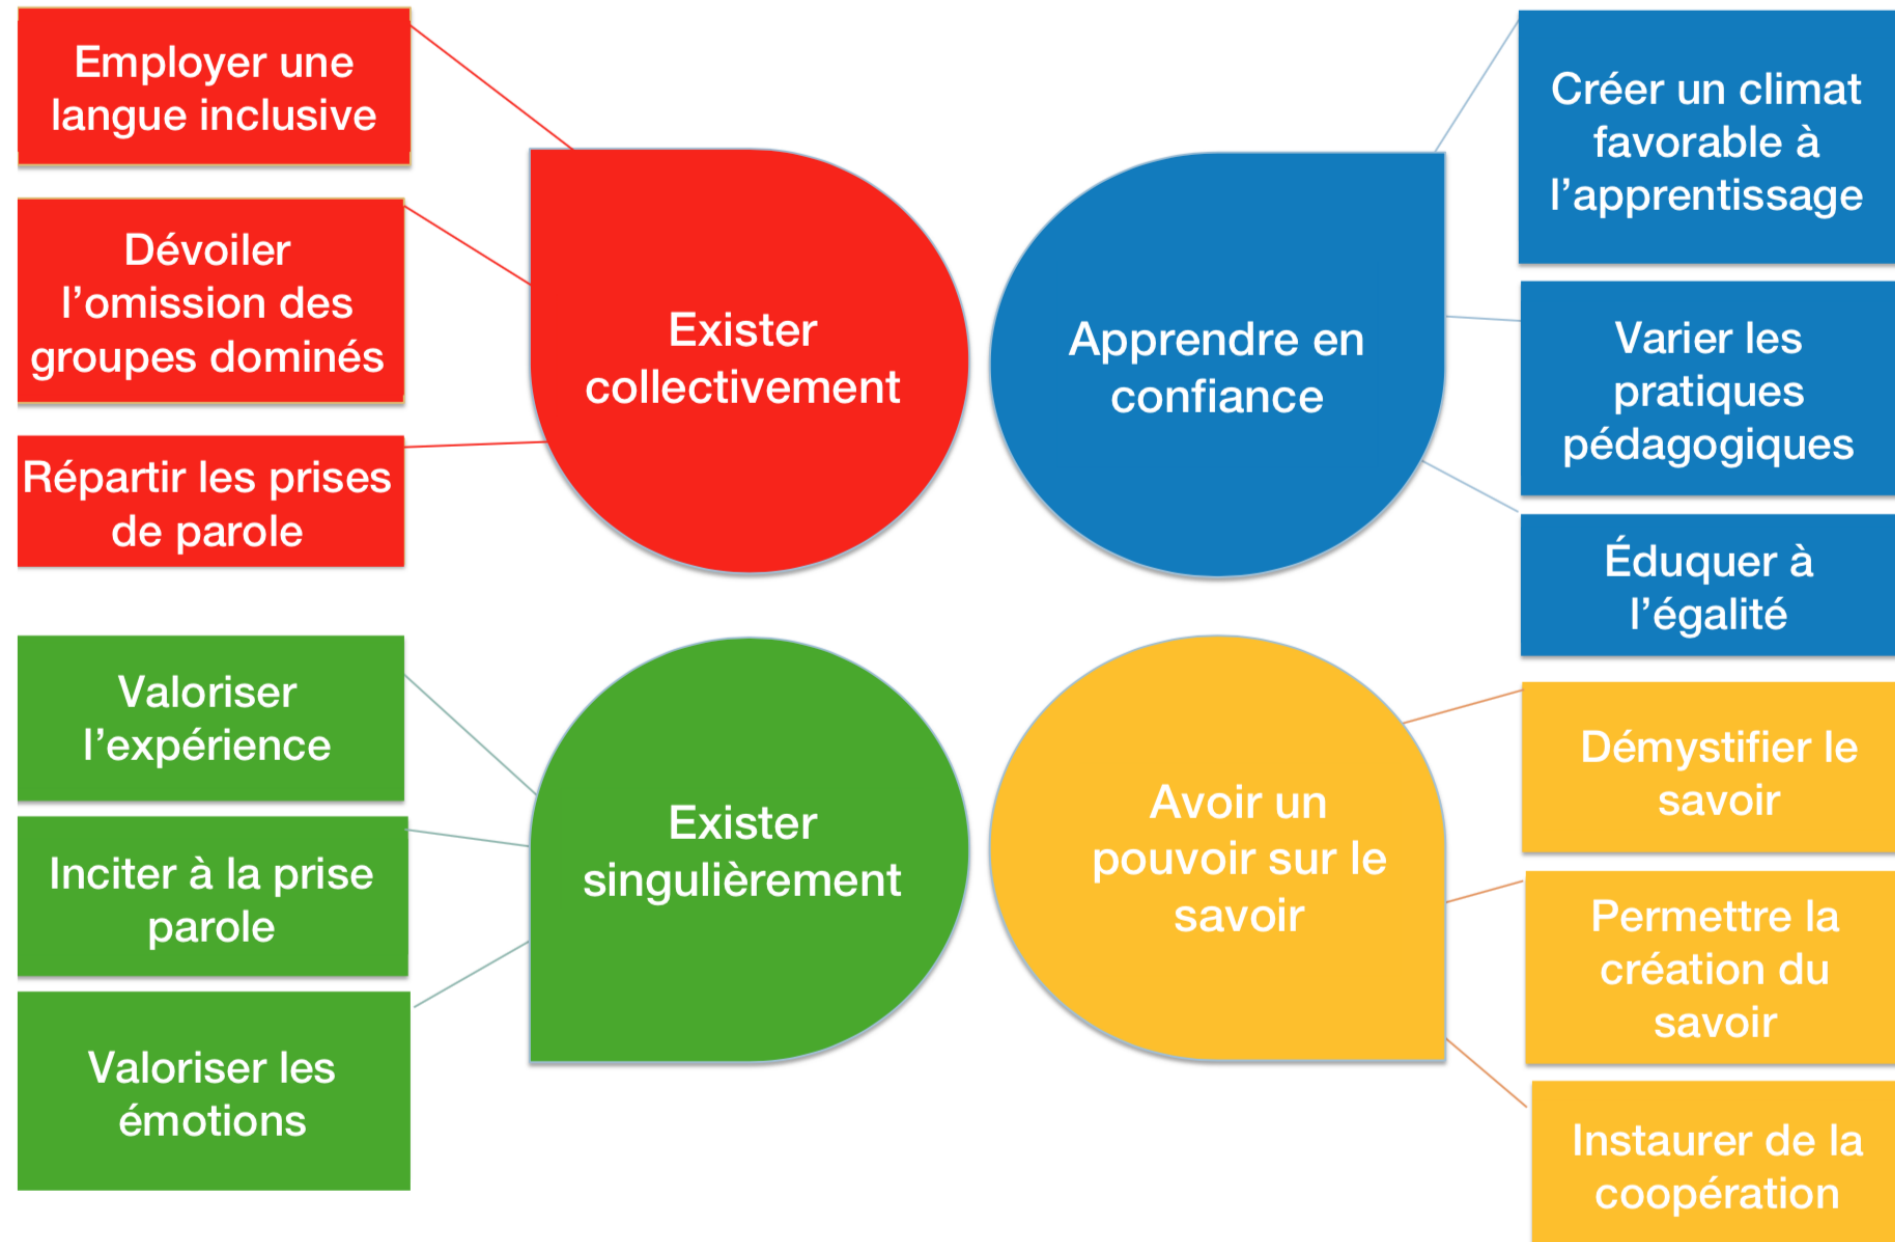 Employer une
langue inclusive
Dévoiler
l’omission des
groupes dominés
Répartir les prises
de parole
Exister
collectivement
Apprendre en
confiance
Créer un climat
favorable à
l’apprentissage
Varier les
pratiques
pédagogiques
Éduquer à
l’égalité
Valoriser
l’expérience
Inciter à la prise
parole
Valoriser les
émotions
Exister
singulièrement
Avoir un
pouvoir sur le
savoir
Démystifier le
savoir
Permettre la
création du
savoir
Instaurer de la
coopération